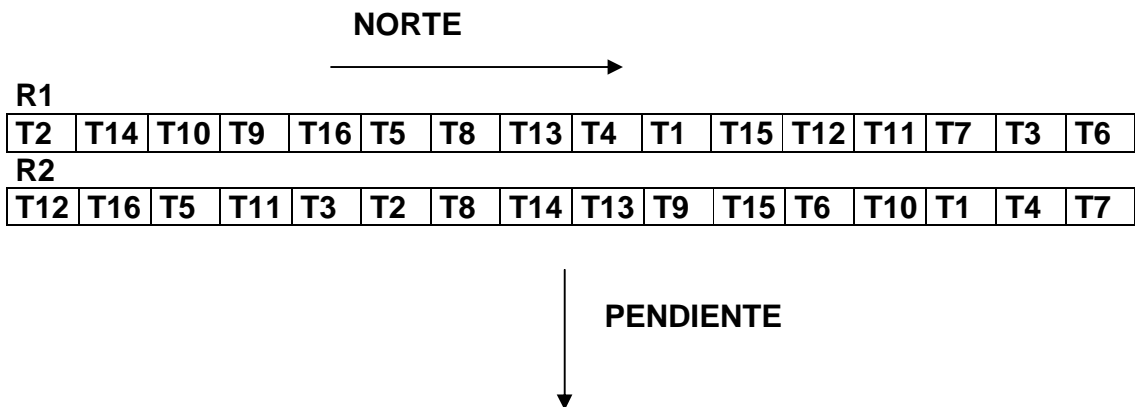 NORTE
R1
T2 T14 T10 T9 T16 T5 T8 T13 T4 T1 T15 T12 T11 T7 T3 T6
R2
T12 T16 T5 T11 T3 T2 T8 T14 T13 T9 T15 T6 T10 T1 T4 T7
PENDIENTE